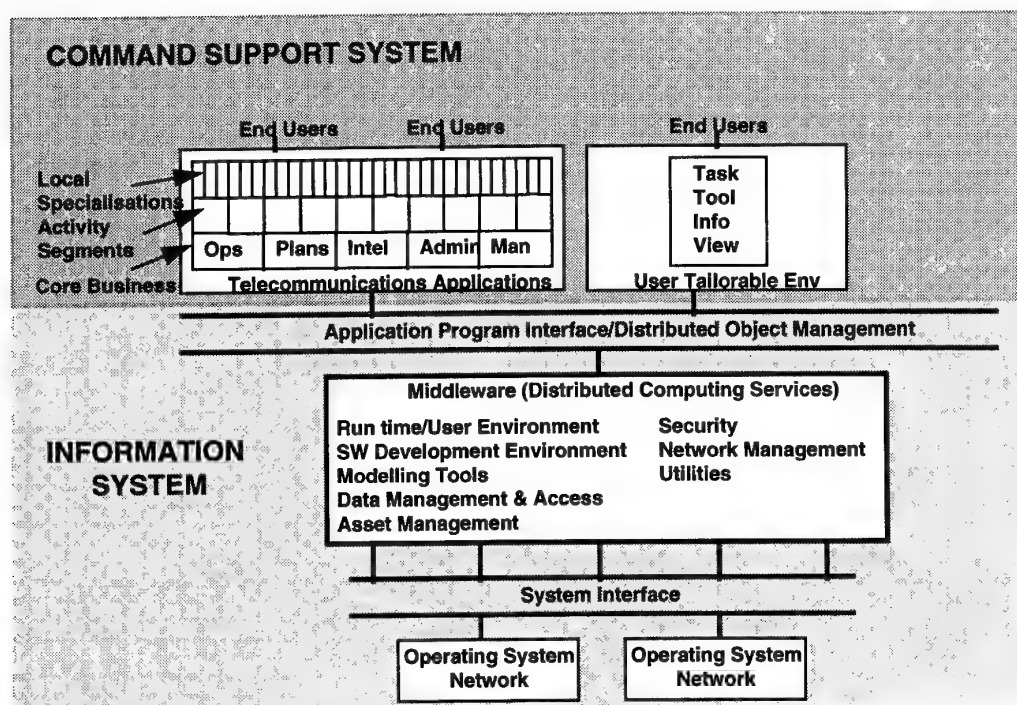 COMMAND SUPPORT SYSTEM
End Users
End Users
End Users
Local
Specialisations
Activity
Segments
Core Business
Ops
Plans
Intel
Admin
Man
Telecommunications Applications
Task
Tool
Info
View
User Tailorable Env
Application Program Interface/Distributed Object Management
Middleware (Distributed Computing Services)
Run time/User Environment
SW Development Environment
Modelling Tools
Data Management & Access
Asset Management
Security
Network Management
Utilities
INFORMATION
SYSTEM
System Interface
Operating System
Network
Operating System
Network